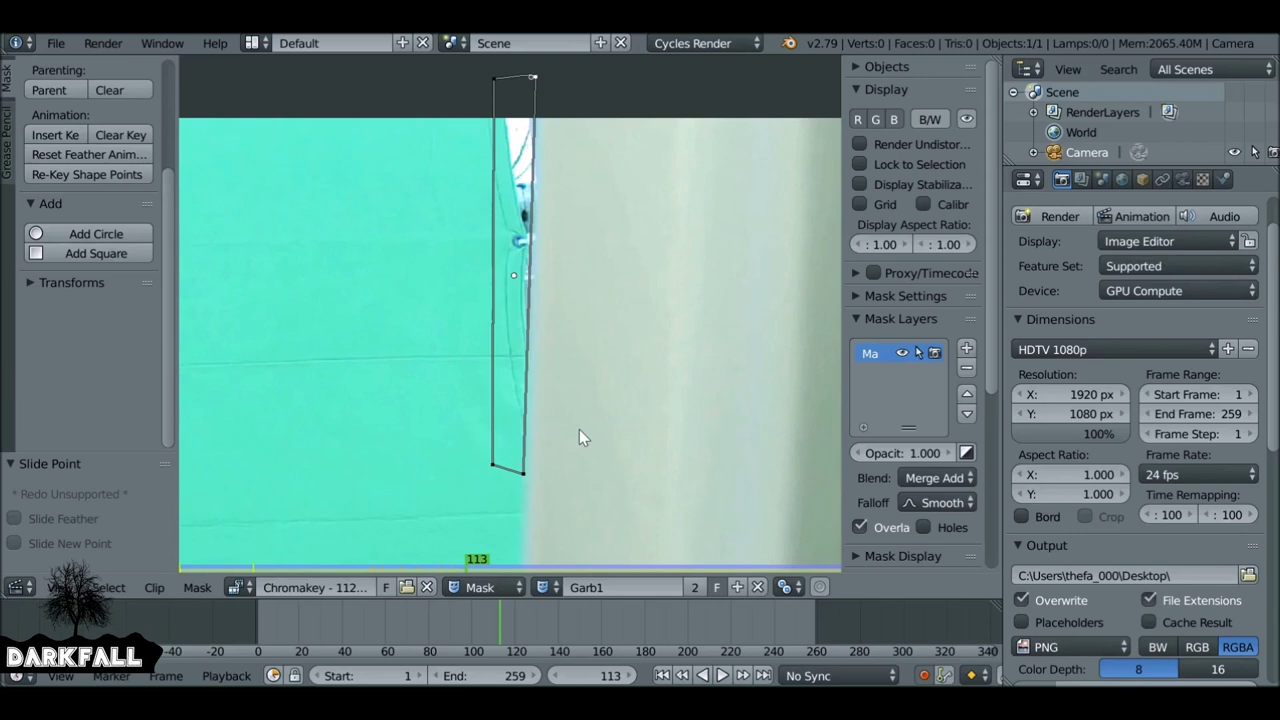 File Render Window Help Default Scene Cycles Render v2.79 | Verts:0 | Faces:0 | Tris:0 | Objects:1/1 | Lamps:0/0 | Mem:2065.40M | Camera
Mask
Grease Pencil
Parenting:
Parent Clear
Animation:
Insert Ke Clear Key
Reset Feather Anim...
Re-Key Shape Points
Add
Add Circle
Add Square
Transforms
Slide Point
* Redo Unsupported *
Slide Feather
Slide New Point
Objects
Display
R G B B/W
Render Undistor...
Lock to Selection
Display Stabiliza...
Grid Calibr
Display Aspect Ratio:
: 1.00 : 1.00
Proxy/Timecode
Mask Settings
Mask Layers
Ma
Opacity: 1.000
Blend: Merge Add
Falloff Smooth
Overla Holes
Mask Display
View Search All Scenes
Scene
RenderLayers
World
Camera
Render Animation Audio
Display: Image Editor
Feature Set: Supported
Device: GPU Compute
Dimensions
HDTV 1080p
Resolution: Frame Range:
X: 1920 px Start Frame: 1
Y: 1080 px End Frame: 259
100% Frame Step: 1
Aspect Ratio: Frame Rate:
X: 1.000 24 fps
Y: 1.000 Time Remapping:
Bord Crop : 100 : 100
Output
C:\Users\thefa_000\Desktop\
Overwrite File Extensions
Placeholders Cache Result
PNG BW RGB RGBA
Color Depth: 8 16
113
Clip Mask Chromakey - 112... F Mask Garb1 2 F
-40 -20 0 20 40 60 80 100 120 140 160 180 200 220 240 260 280 300 320 340
View Marker Frame Playback Start: 1 End: 259 113 No Sync
DARKFALL